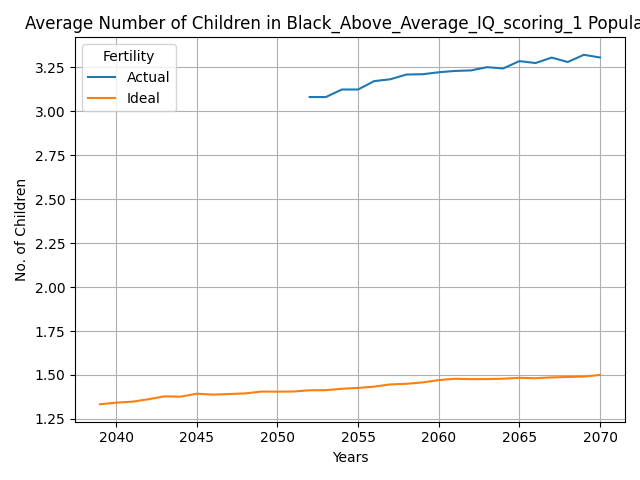 Average Number of Children in Black_Above_Average_IQ_scoring_1 Popula
Fertility
Actual
Ideal
3.25
3.00
2.75
2.50
2.25
2.00
1.75
1.50
1.25
No. of Children
2040 2045 2050 2055 2060 2065 2070
Years